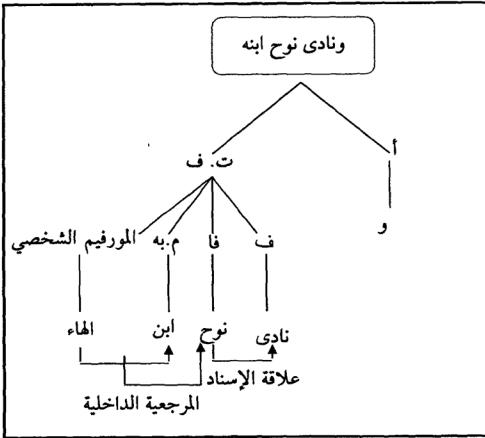 ونادى نوح ابنه
أ
ت. ف
و
ف فا م.به المورفيم الشخصي
نادى نوح ابن الهاء
علاقة الإسناد
المرجعية الداخلية